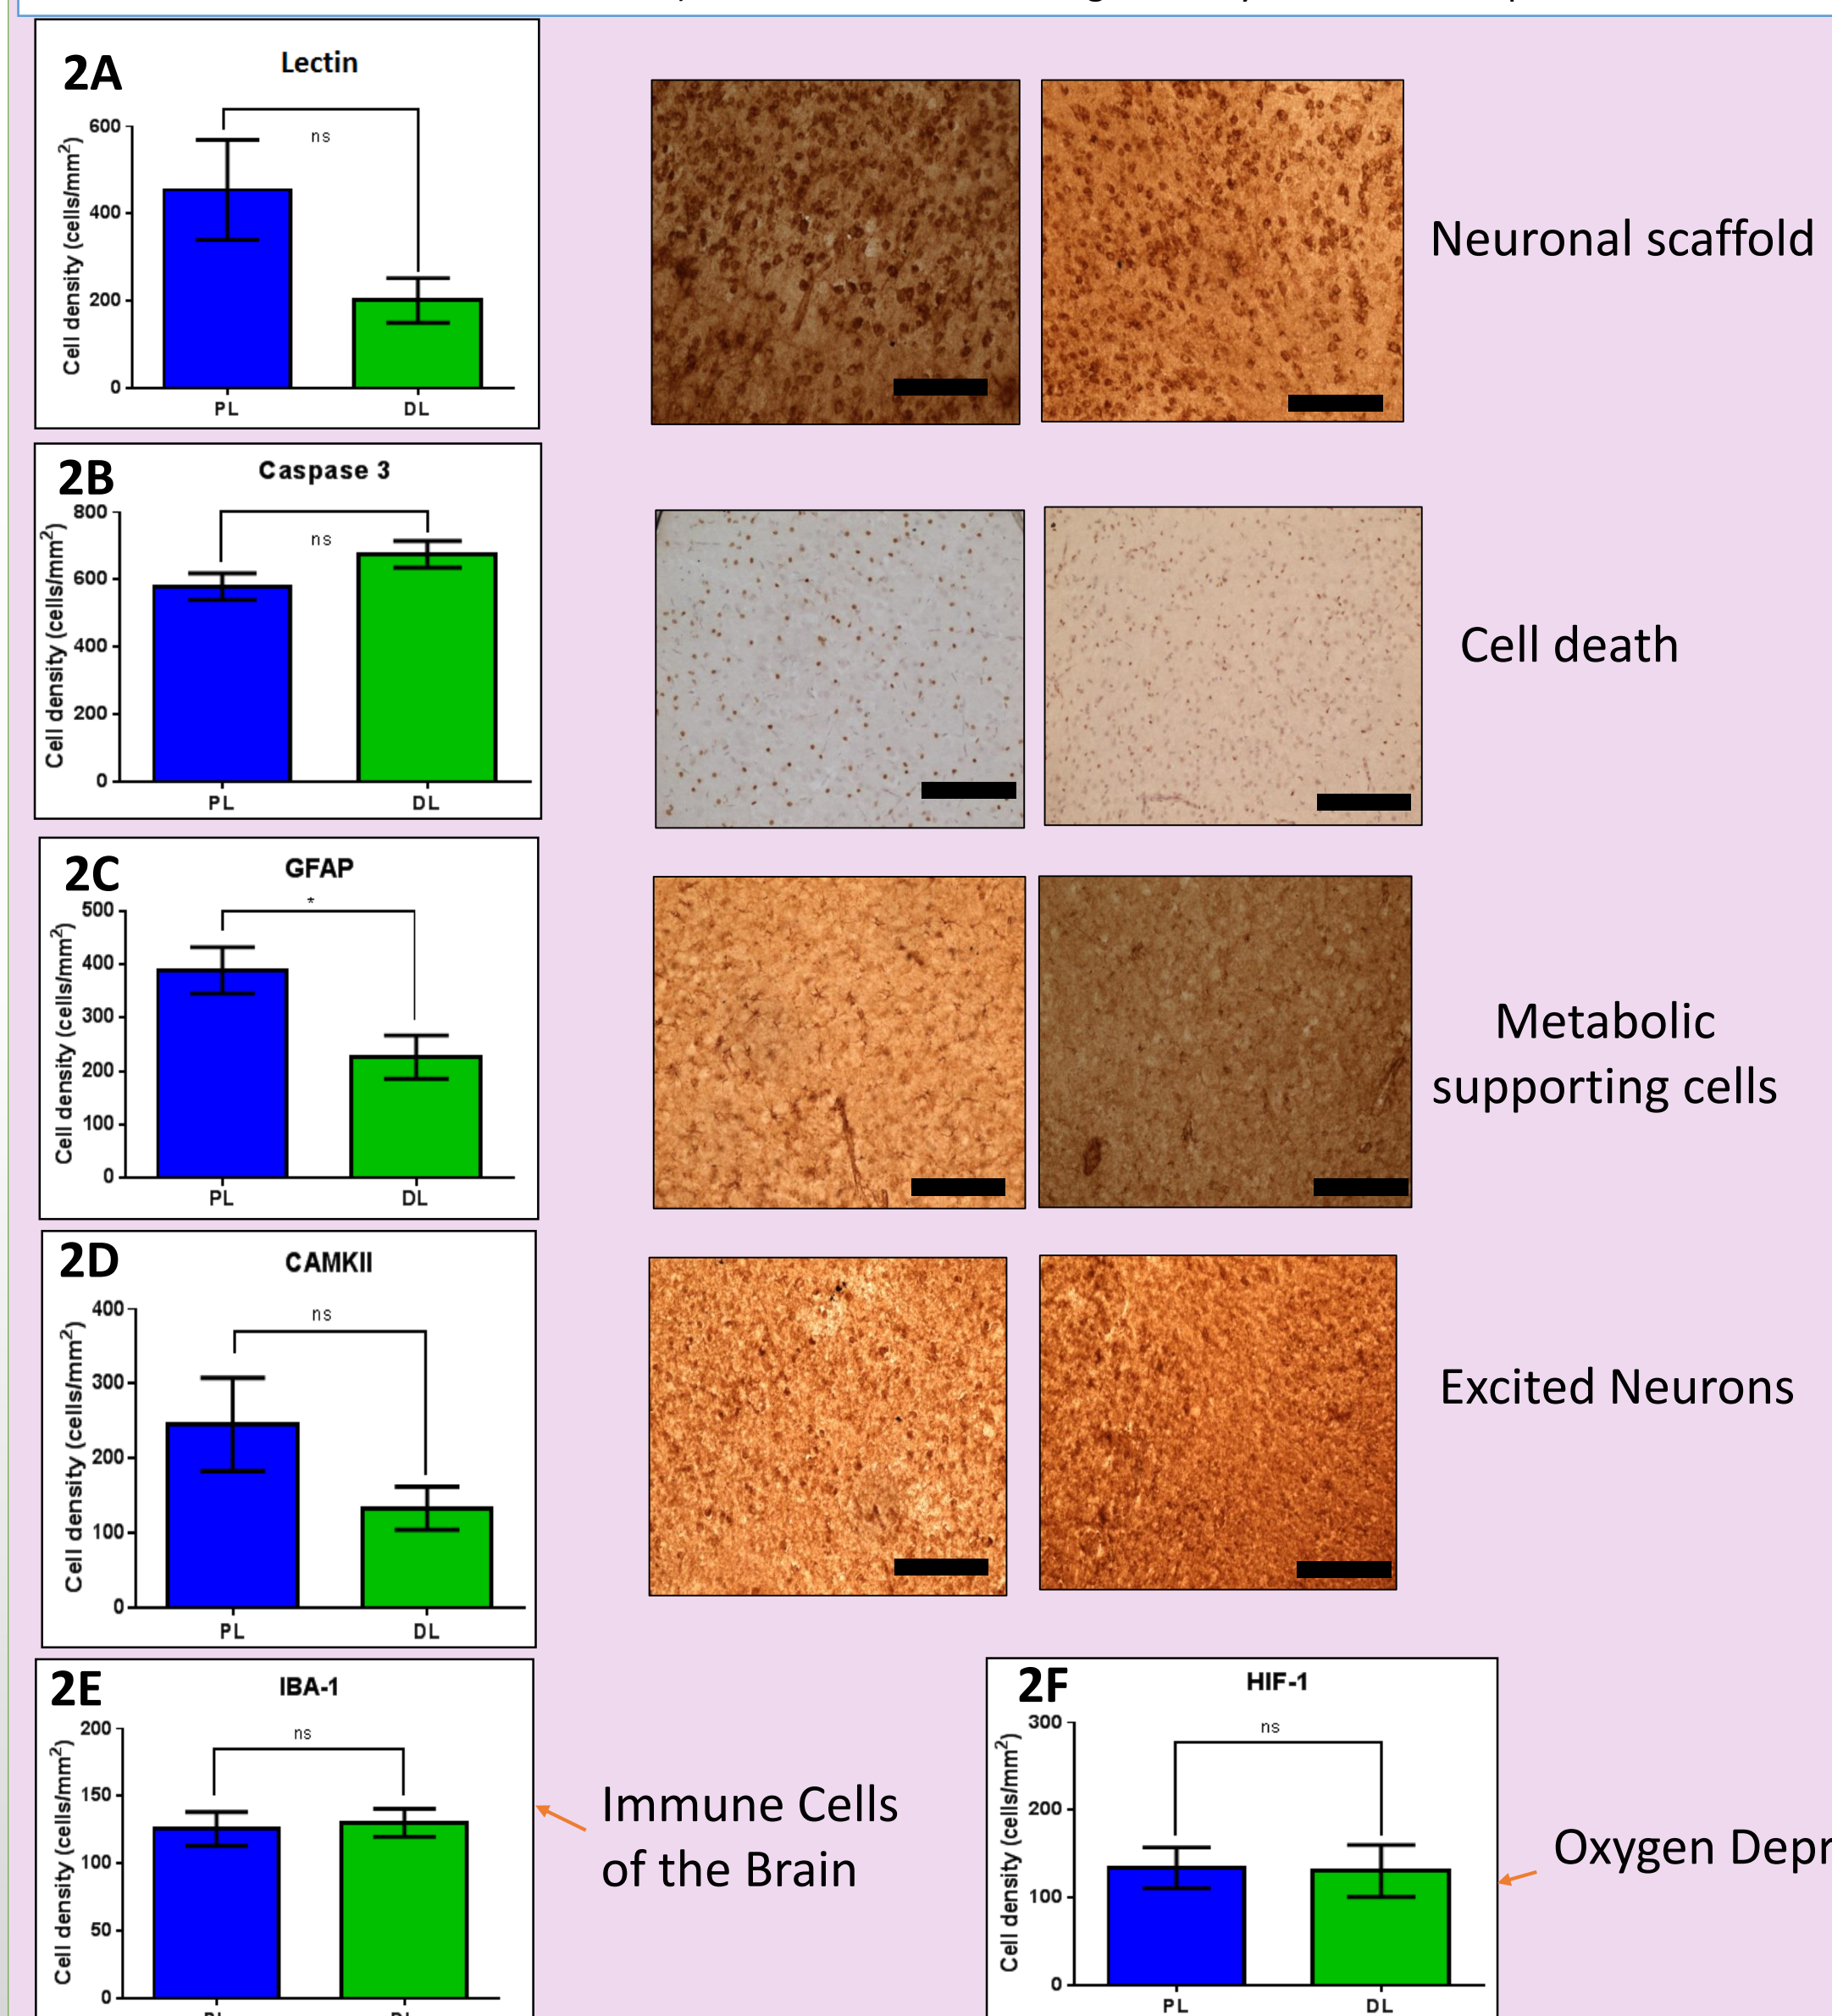 2A
Lectin
600
400
200
0
Cell density (cells/mm²)
ns
PL DL
Neuronal scaffold
2B
Caspase 3
800
600
400
200
0
Cell density (cells/mm²)
ns
PL DL
Cell death
2C
GFAP
500
400
300
200
100
0
Cell density (cells/mm²)
*
PL DL
Metabolic
supporting cells
2D
CAMKII
400
300
200
100
0
Cell density (cells/mm²)
ns
PL DL
Excited Neurons
2E
IBA-1
200
150
100
50
0
Cell density (cells/mm²)
ns
Immune Cells
of the Brain
2F
HIF-1
300
200
100
0
Cell density (cells/mm²)
ns
PL DL
Oxygen Depr